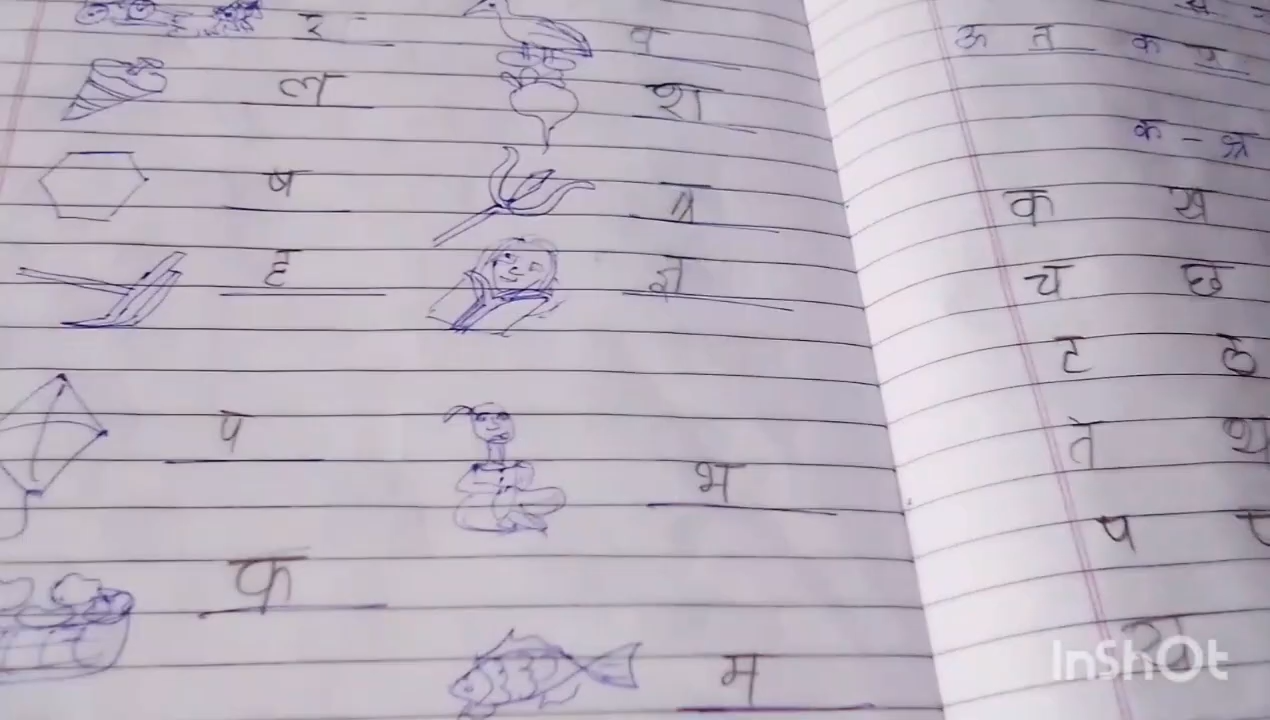 र व
ल श
ष त्र
ह ज्ञ
प
भ
क
म
ऊ न क
क - श्र
क ख
च छ
ट ठ
त थ
प
InShOt